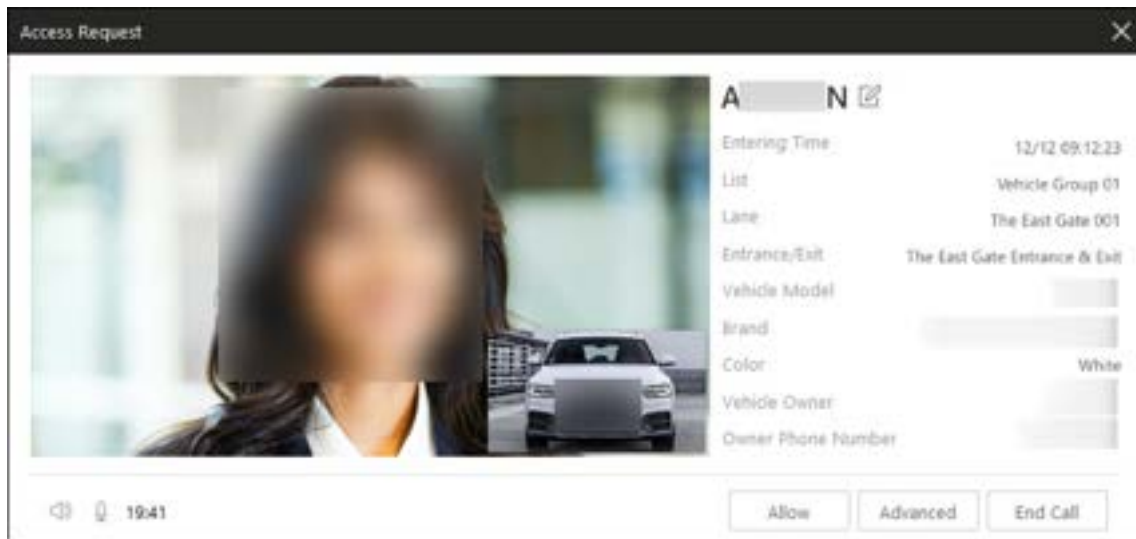 Access Request
A N
Entering Time 12/12 09:12:23
List Vehicle Group 01
Lane The East Gate 001
Entrance/Exit The East Gate Entrance & Exit
Vehicle Model
Brand
Color White
Vehicle Owner
Owner Phone Number
19:41
Allow
Advanced
End Call